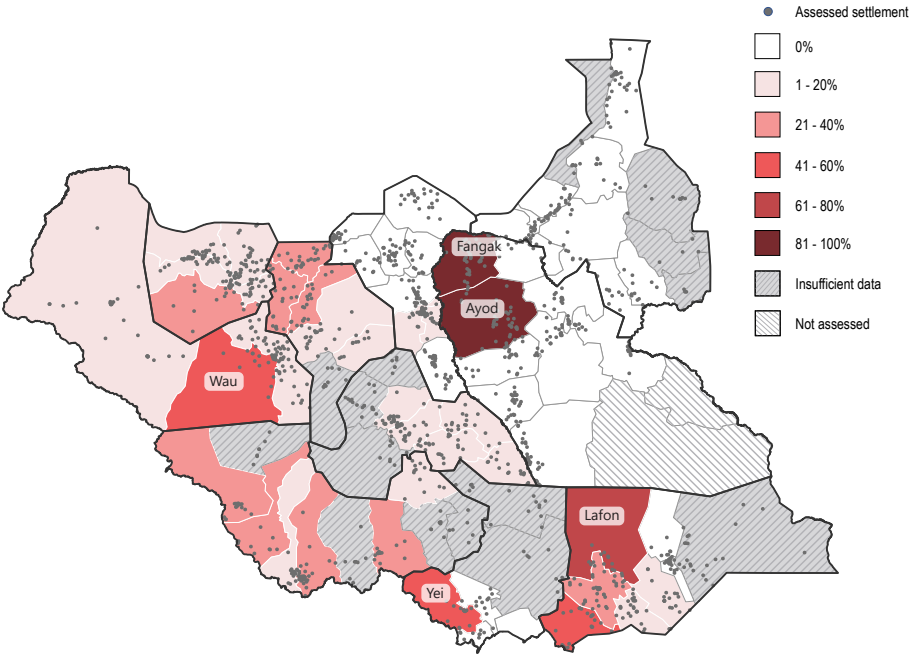 Assessed settlement
0%
1 - 20%
21 - 40%
41 - 60%
61 - 80%
81 - 100%
Insufficient data
Not assessed
Fangak
Ayod
Wau
Lafon
Yei